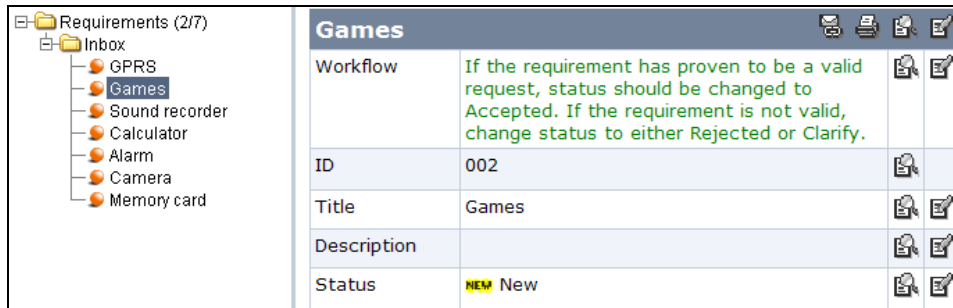 Requirements (2/7)
Inbox
GPRS
Games
Sound recorder
Calculator
Alarm
Camera
Memory card
Games
Workflow
If the requirement has proven to be a valid
request, status should be changed to
Accepted. If the requirement is not valid,
change status to either Rejected or Clarify.
ID 002
Title Games
Description
Status NEW New